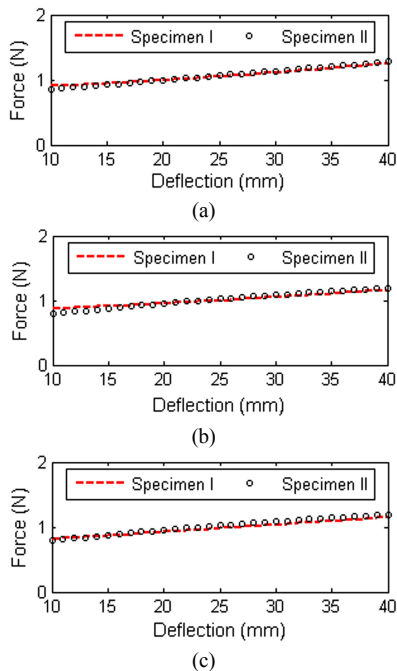 2
Specimen I
Specimen II
Force (N)
1
0
10 15 20 25 30 35 40
Deflection (mm)
(a)
2
Specimen I
Specimen II
Force (N)
1
0
10 15 20 25 30 35 40
Deflection (mm)
(b)
2
Specimen I
Specimen II
Force (N)
1
0
10 15 20 25 30 35 40
Deflection (mm)
(c)